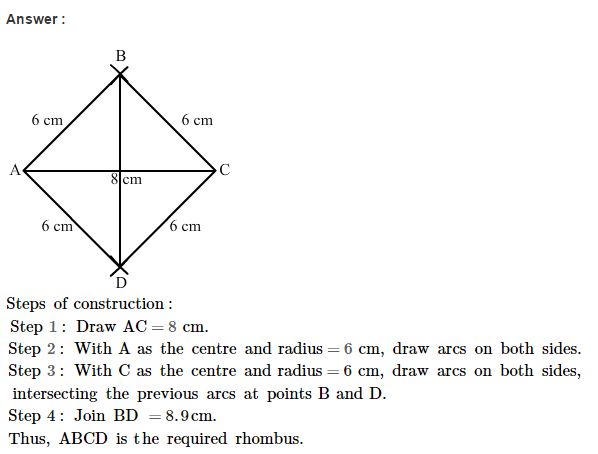 Answer :
B
6 cm 6 cm
A C
8 cm
6 cm 6 cm
D
Steps of construction :
Step 1 : Draw AC = 8 cm.
Step 2 : With A as the centre and radius = 6 cm, draw arcs on both sides.
Step 3 : With C as the centre and radius = 6 cm, draw arcs on both sides,
intersecting the previous arcs at points B and D.
Step 4 : Join BD = 8.9cm.
Thus, ABCD is the required rhombus.